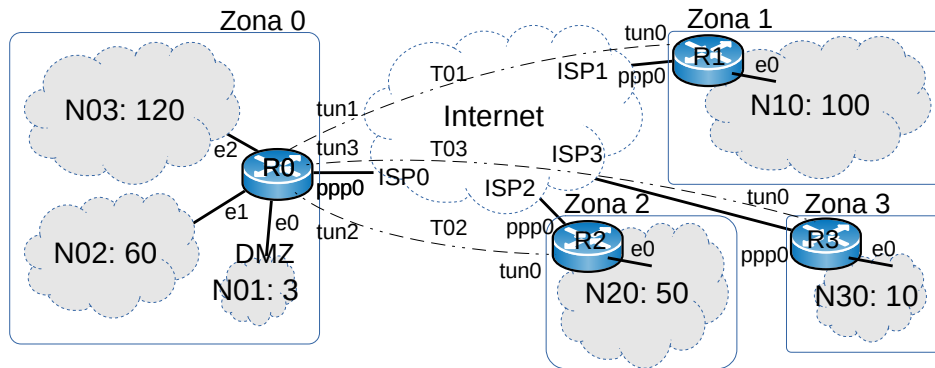 Zona 0
Zona 1
tun0
R1
T01
ISP1
ppp0
e0
N03: 120
N10: 100
tun1
Internet
e2
tun3
T03
ISP3
R0
ppp0
ISP0
ISP2
tun0
e1
e0
tun2
T02
Zona 2
Zona 3
ppp0
R2
R3
e0
ppp0
e0
N02: 60
DMZ
tun0
N01: 3
N20: 50
N30: 10